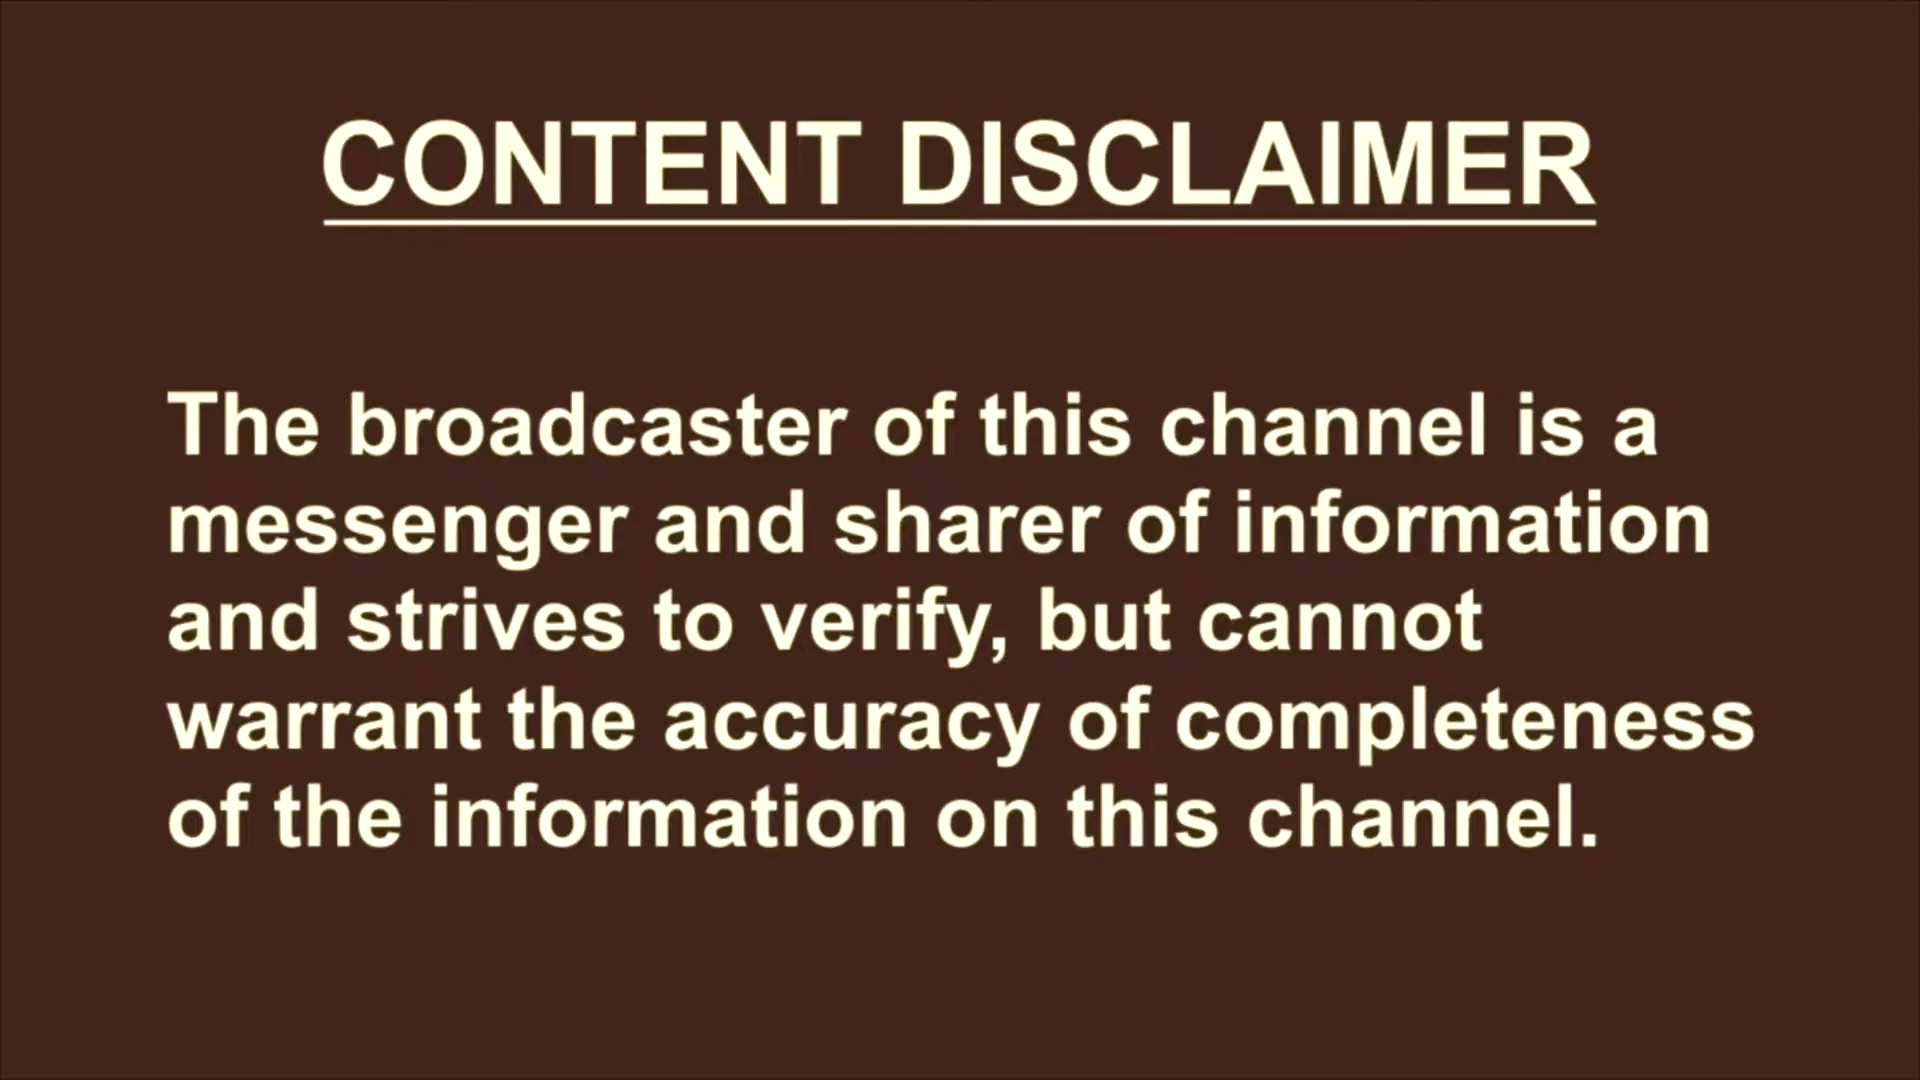 CONTENT DISCLAIMER
The broadcaster of this channel is a
messenger and sharer of information
and strives to verify, but cannot
warrant the accuracy of completeness
of the information on this channel.